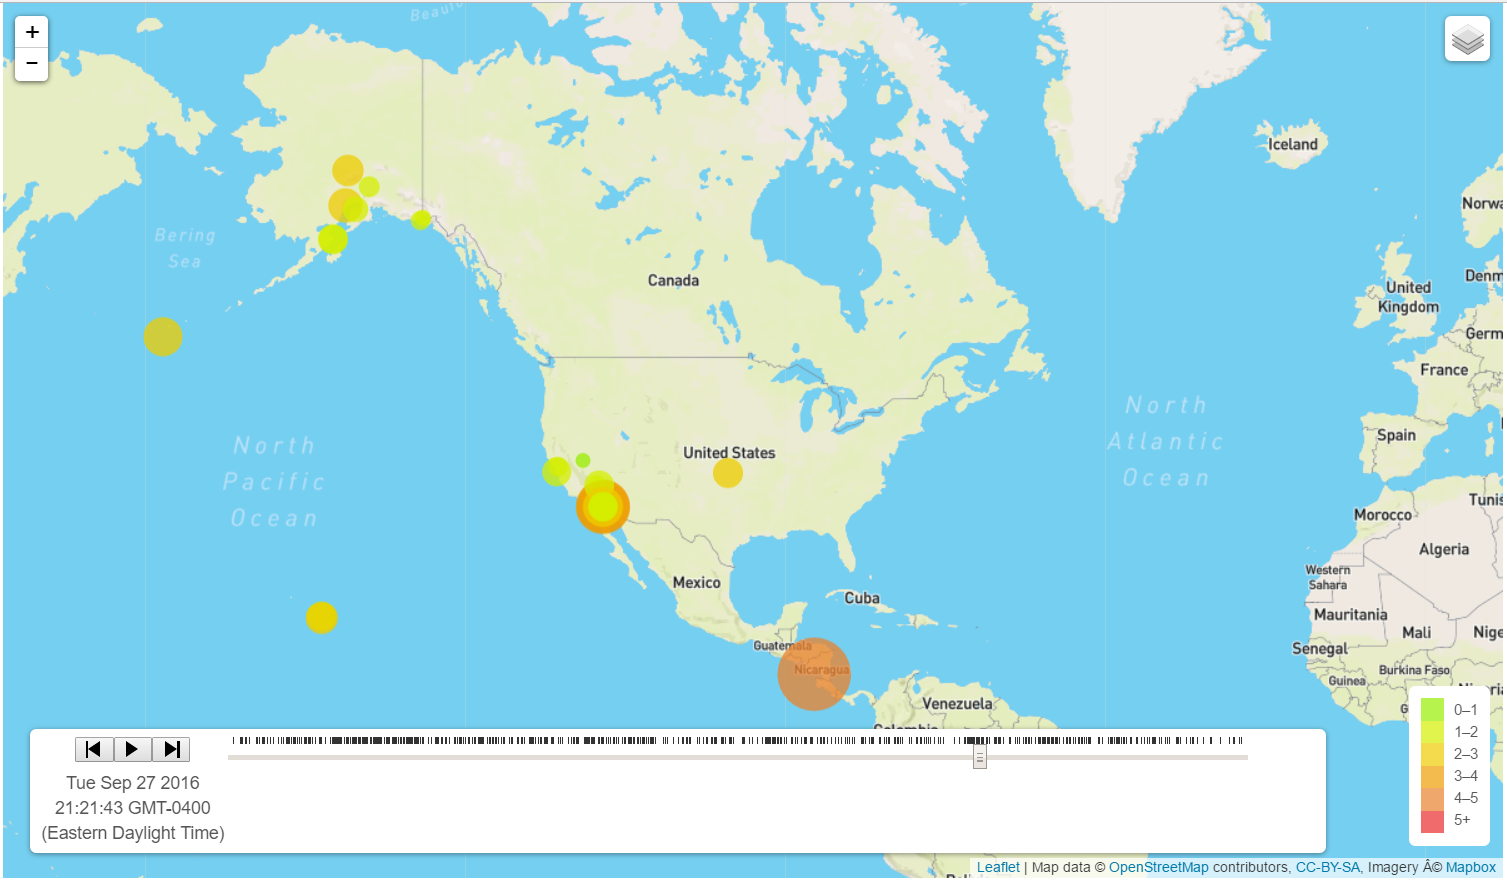 +
−
Beaufo
Iceland
Norwa
Bering
Sea
Canada
Denm
United
Kingdom
Germ
France
North
Pacific
Ocean
North
Atlantic
Ocean
Spain
United States
Tunis
Morocco
Algeria
Western
Sahara
Mexico
Cuba
Mauritania
Mali
Nige
Guatemala
Senegal
Nicaragua
Burkina Faso
Guinea
Venezuela
0–1
1–2
2–3
3–4
4–5
5+
Tue Sep 27 2016
21:21:43 GMT-0400
(Eastern Daylight Time)
Leaflet | Map data © OpenStreetMap contributors, CC-BY-SA, Imagery Â© Mapbox